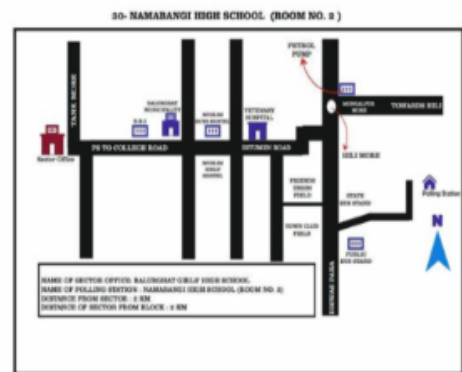 30- NAMABANGI HIGH SCHOOL (ROOM NO. 2 )
PETROL
PUMP
TANK MORE
BALURGHAT
MUNICIPALITY
VETENARY
HOSPITAL
MORE
TOWARDS HILI
Sector Office
PS TO COLLEGE ROAD
BITUMEN ROAD
HILI MORE
FRIENDS
UNION
FIELD
STATE
BUS STAND
Polling Station
TOWN CLUB
FIELD
N
PUBLIC
BUS STAND
NAME OF SECTOR OFFICE: BALURGHAT GIRLS' HIGH SCHOOL
NAME OF POLLING STATION : NAMABANGI HIGH SCHOOL (ROOM NO. 2)
DISTANCE FROM SECTOR : 2 KM
DISTANCE OF SECTOR FROM BLOCK : 2 KM